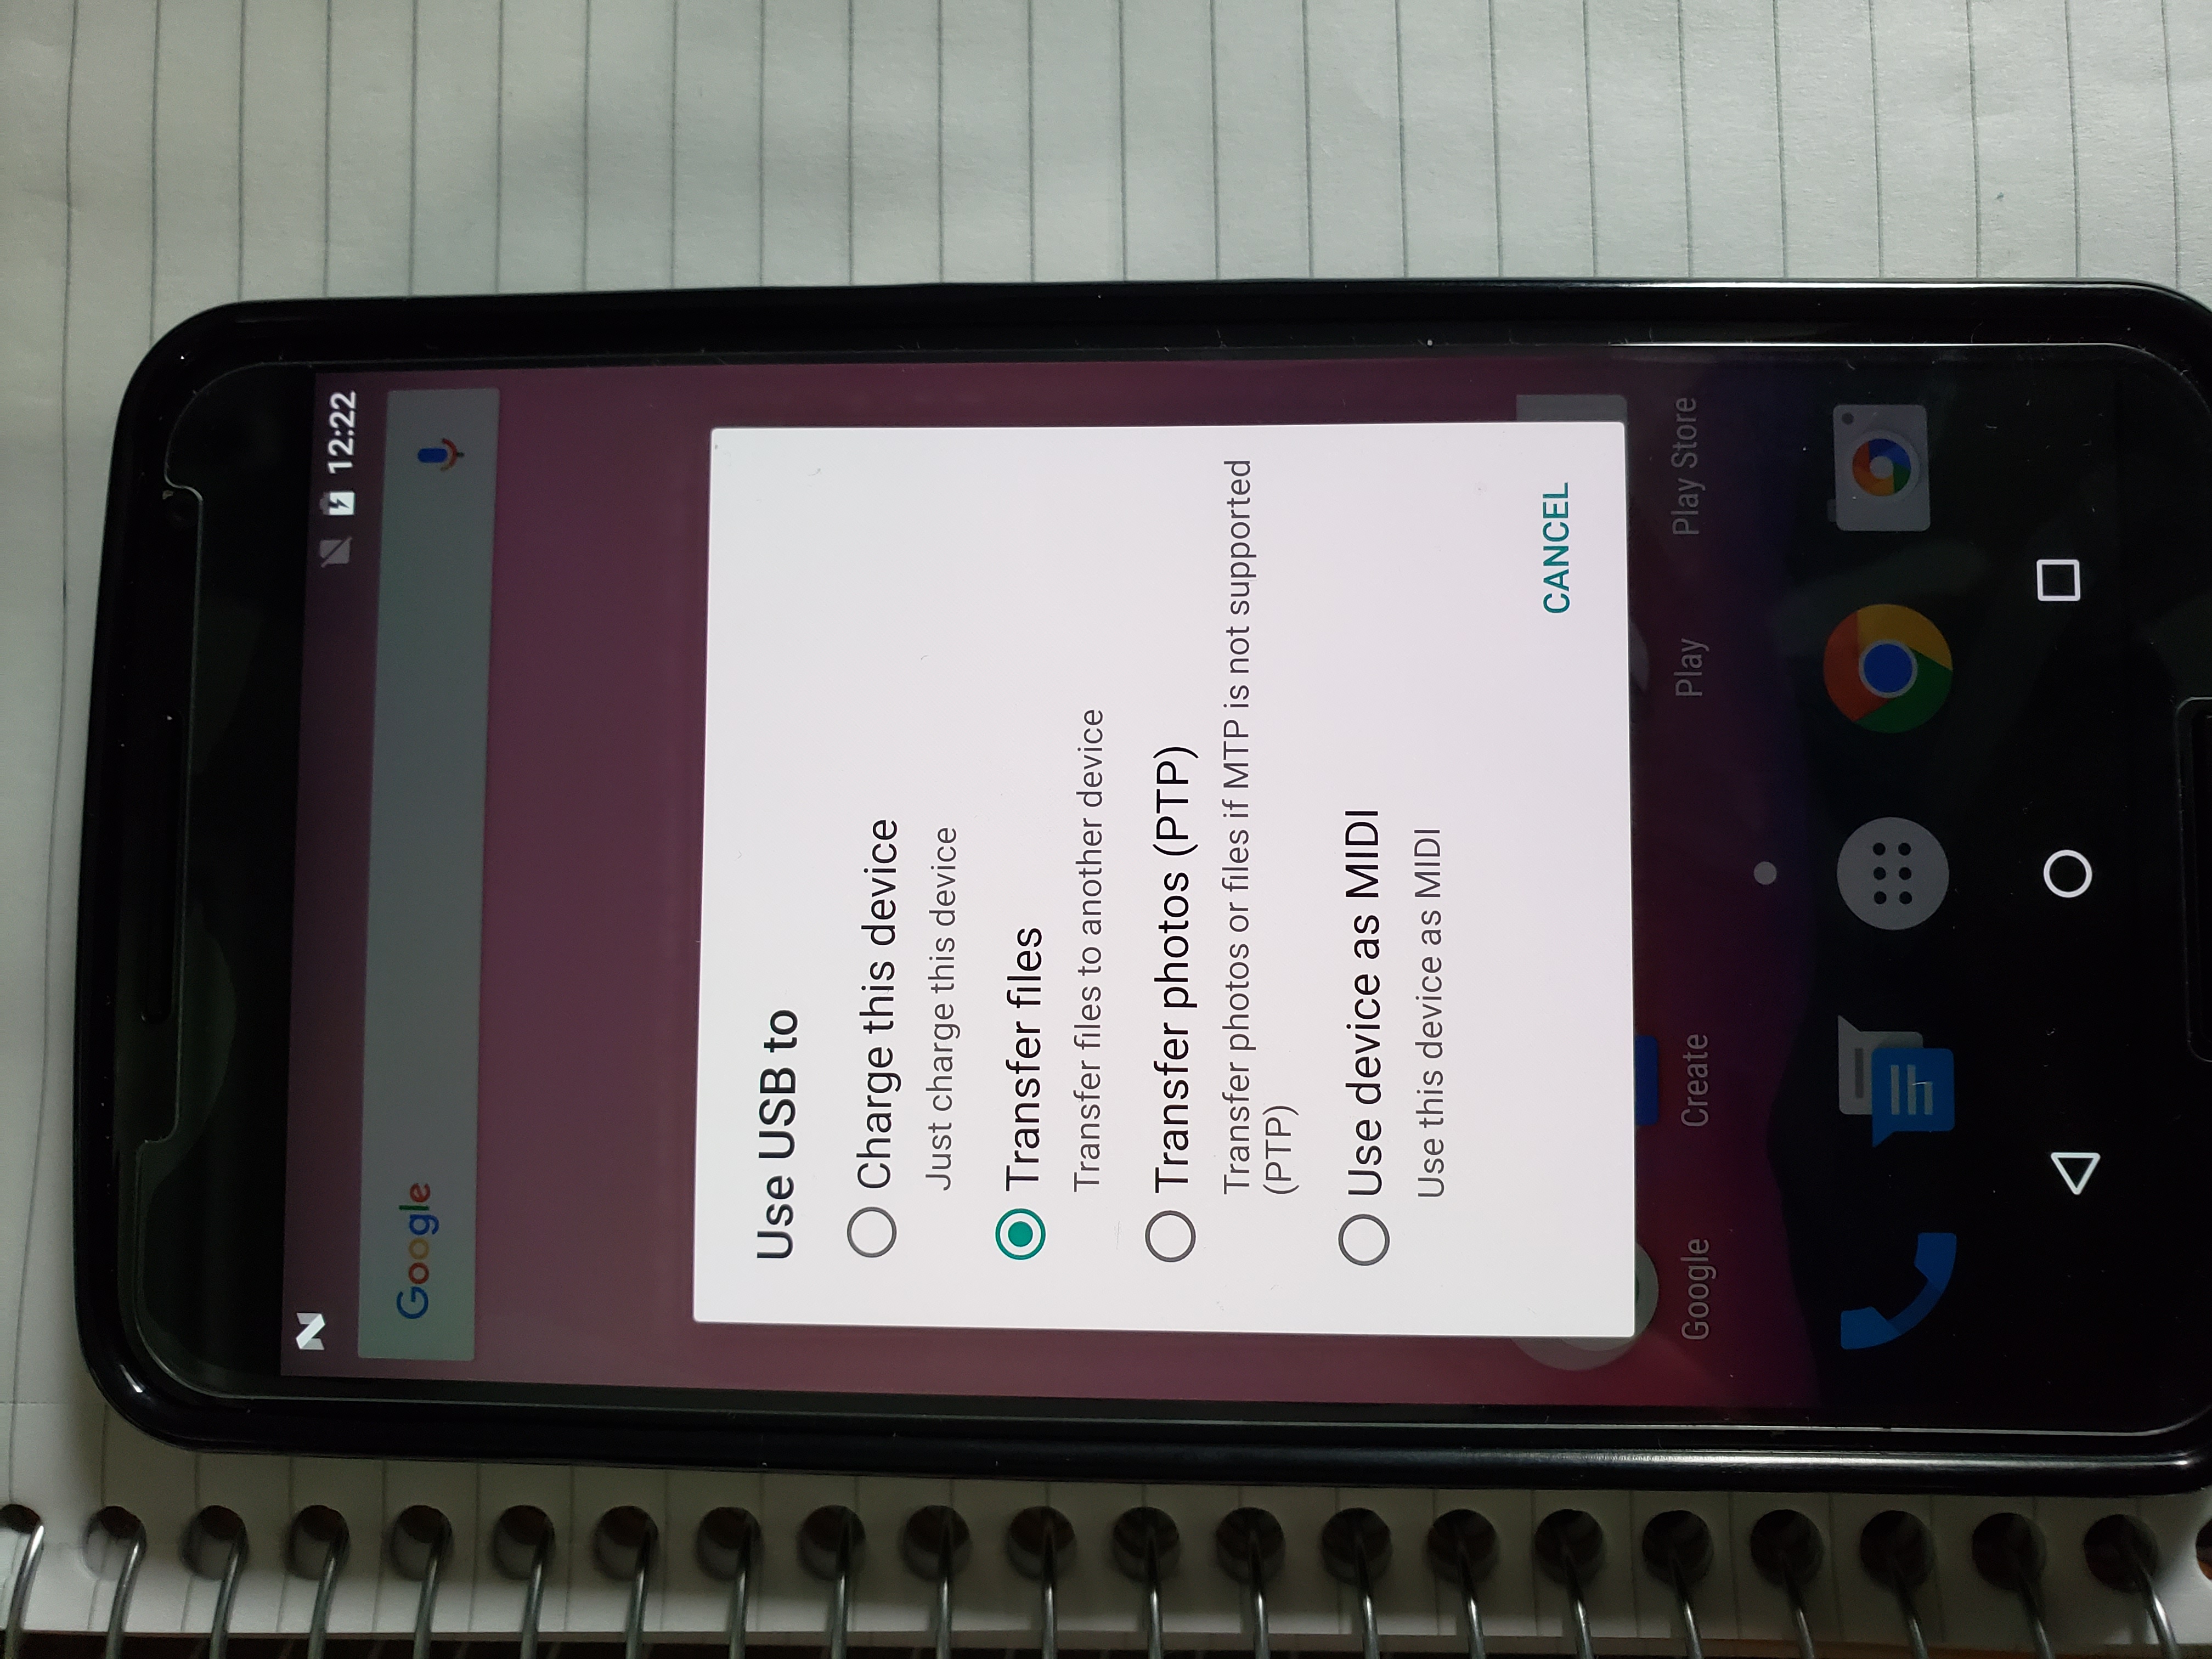 12:22
Google
Use USB to
Charge this device
Just charge this device
Transfer files
Transfer files to another device
Transfer photos (PTP)
Transfer photos or files if MTP is not supported
(PTP)
Use device as MIDI
Use this device as MIDI
CANCEL
Google Create Play Play Store